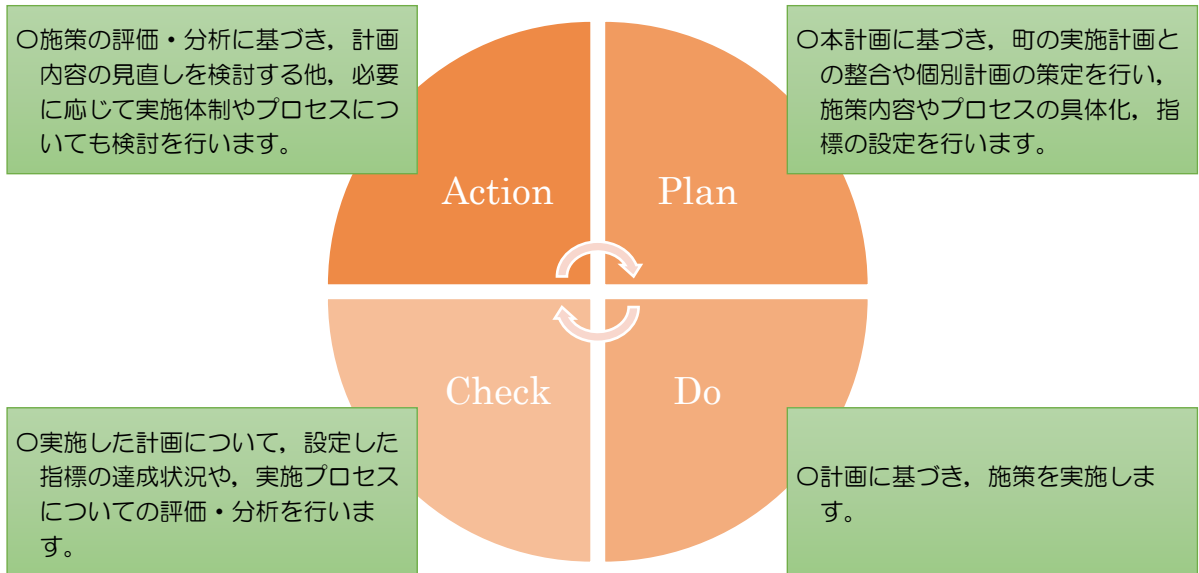 〇施策の評価・分析に基づき，計画
内容の見直しを検討する他，必要
に応じて実施体制やプロセスにつ
いても検討を行います。
〇本計画に基づき，町の実施計画と
の整合や個別計画の策定を行い，
施策内容やプロセスの具体化，指
標の設定を行います。
Action
Plan
Check
Do
〇実施した計画について，設定した
指標の達成状況や，実施プロセス
についての評価・分析を行いま
す。
〇計画に基づき，施策を実施しま
す。